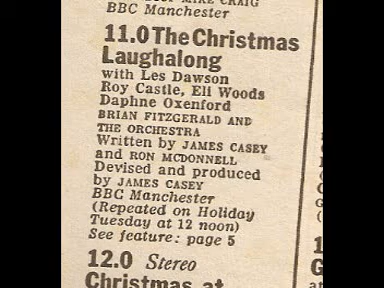 MIKE CRAIG
BBC Manchester
11.0 The Christmas
Laughalong
with Les Dawson
Roy Castle, Eli Woods
Daphne Oxenford
BRIAN FITZGERALD AND
THE ORCHESTRA
Written by JAMES CASEY
and RON MCDONNELL
Devised and produced
by JAMES CASEY
BBC Manchester
(Repeated on Holiday
Tuesday at 12 noon)
See feature: page 5
12.0 Stereo
Christmas at